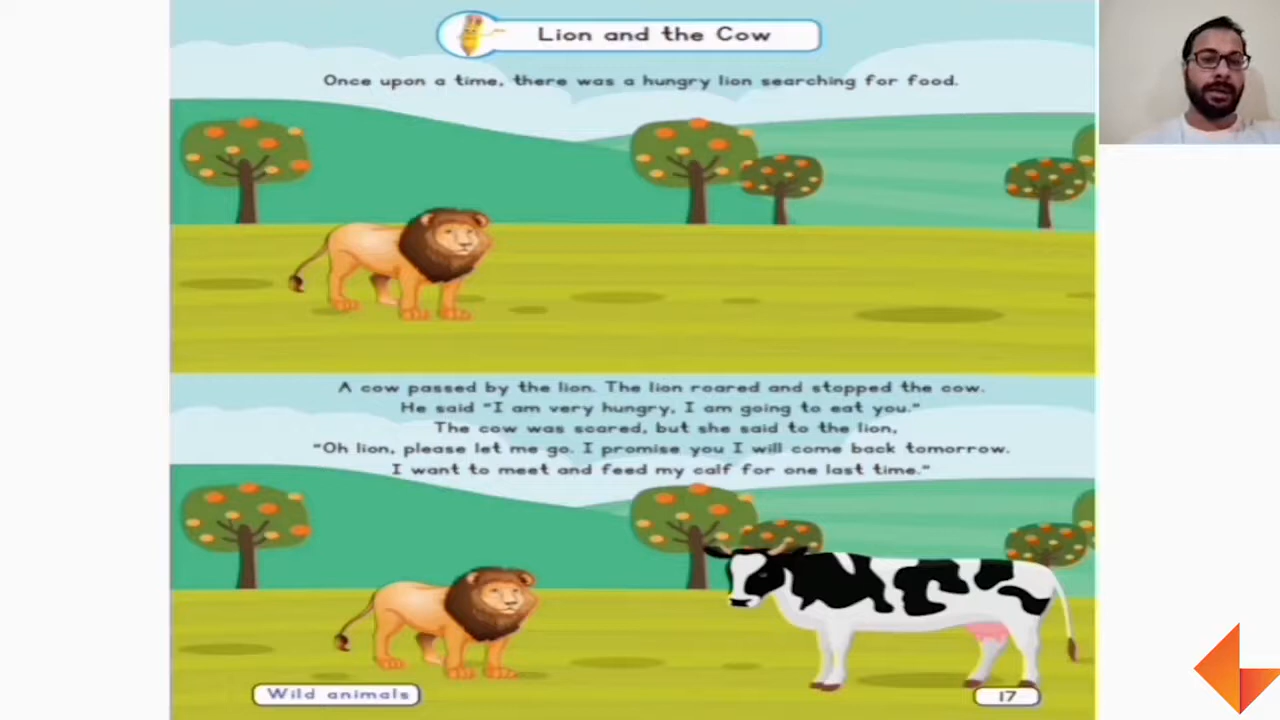 Lion and the Cow
Once upon a time, there was a hungry lion searching for food.
A cow passed by the lion. The lion roared and stopped the cow.
He said "I am very hungry, I am going to eat you."
The cow was scared, but she said to the lion,
"Oh lion, please let me go. I promise you I will come back tomorrow.
I want to meet and feed my calf for one last time."
Wild animals
17